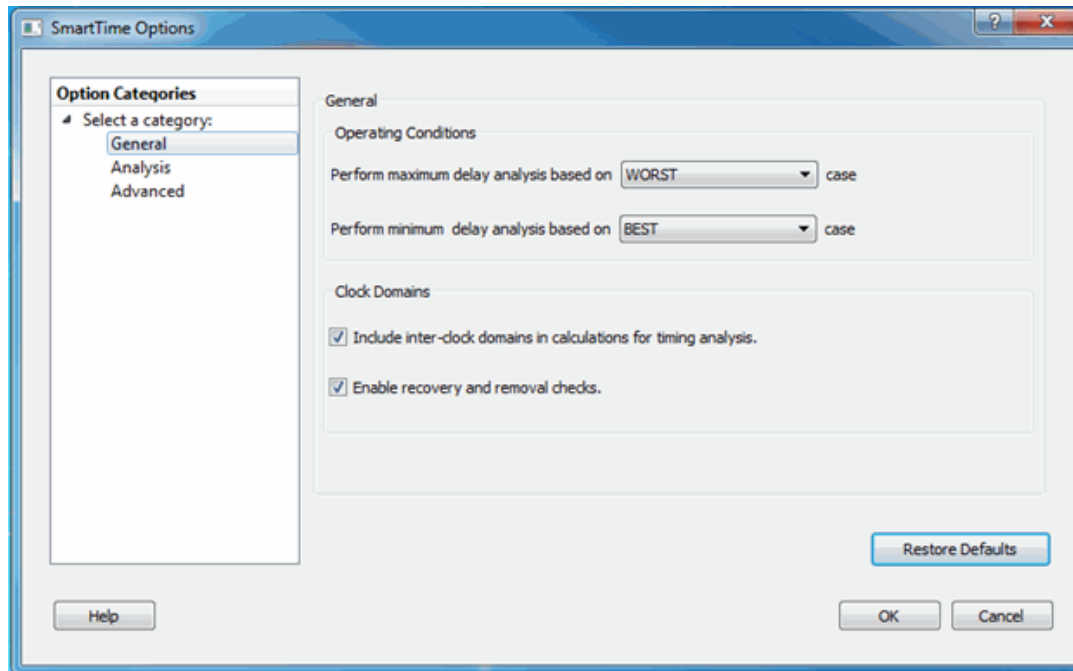 SmartTime Options
Option Categories
Select a category:
General
Analysis
Advanced
General
Operating Conditions
Perform maximum delay analysis based on WORST case
Perform minimum delay analysis based on BEST case
Clock Domains
Include inter-clock domains in calculations for timing analysis.
Enable recovery and removal checks.
Restore Defaults
Help OK Cancel